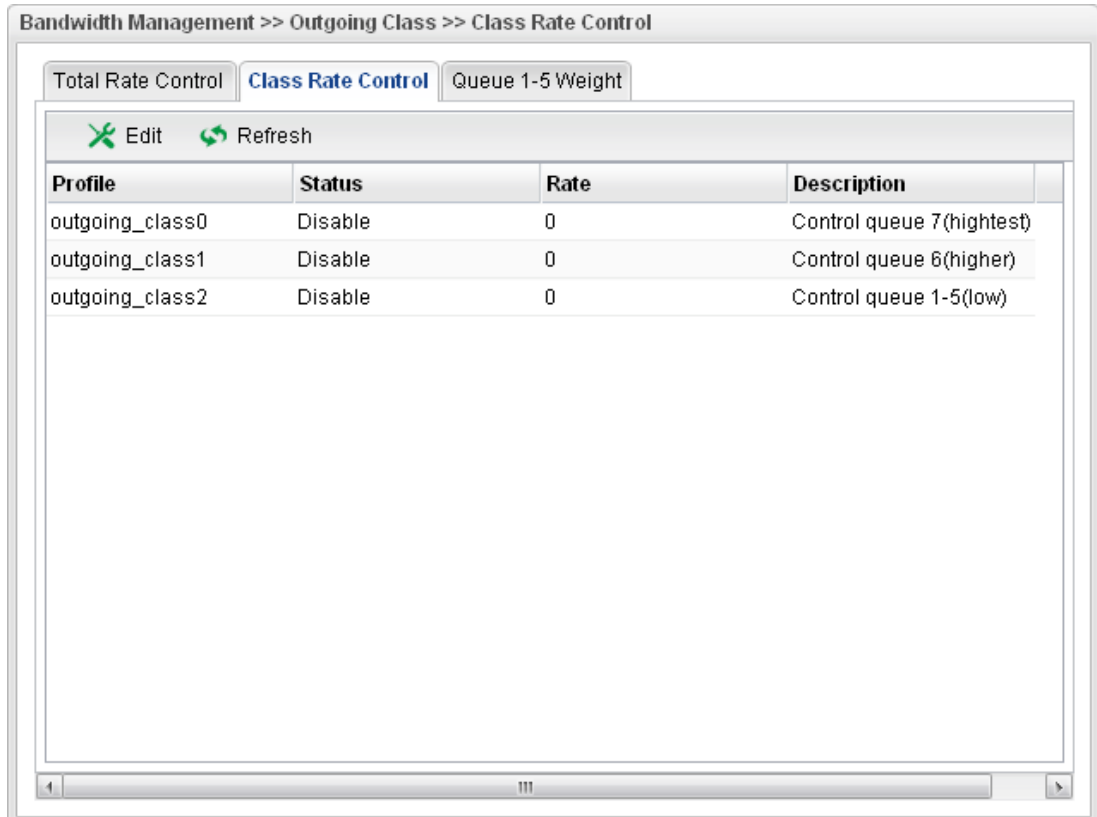 Bandwidth Management >> Outgoing Class >> Class Rate Control
Total Rate Control Class Rate Control Queue 1-5 Weight
Edit Refresh
Profile Status Rate Description
outgoing_class0 Disable 0 Control queue 7(hightest)
outgoing_class1 Disable 0 Control queue 6(higher)
outgoing_class2 Disable 0 Control queue 1-5(low)